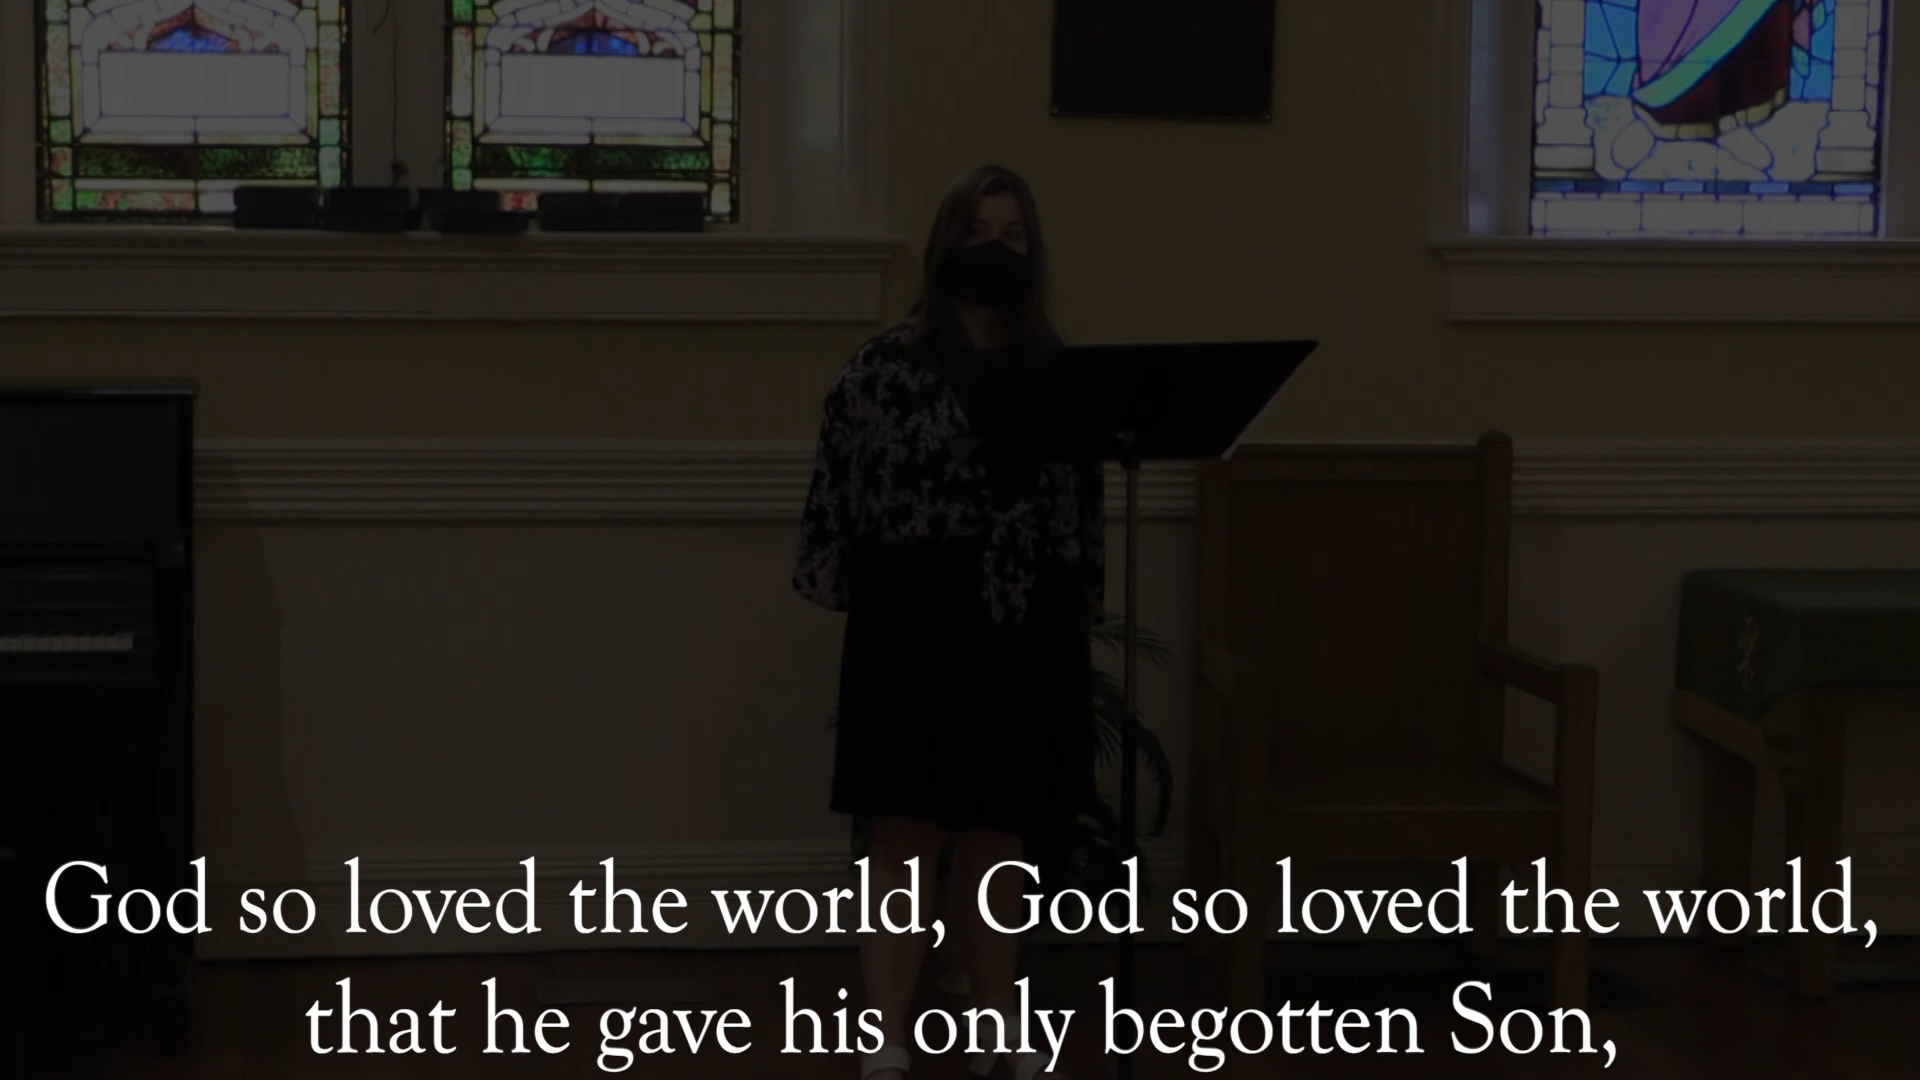 God so loved the world, God so loved the world,
that he gave his only begotten Son,